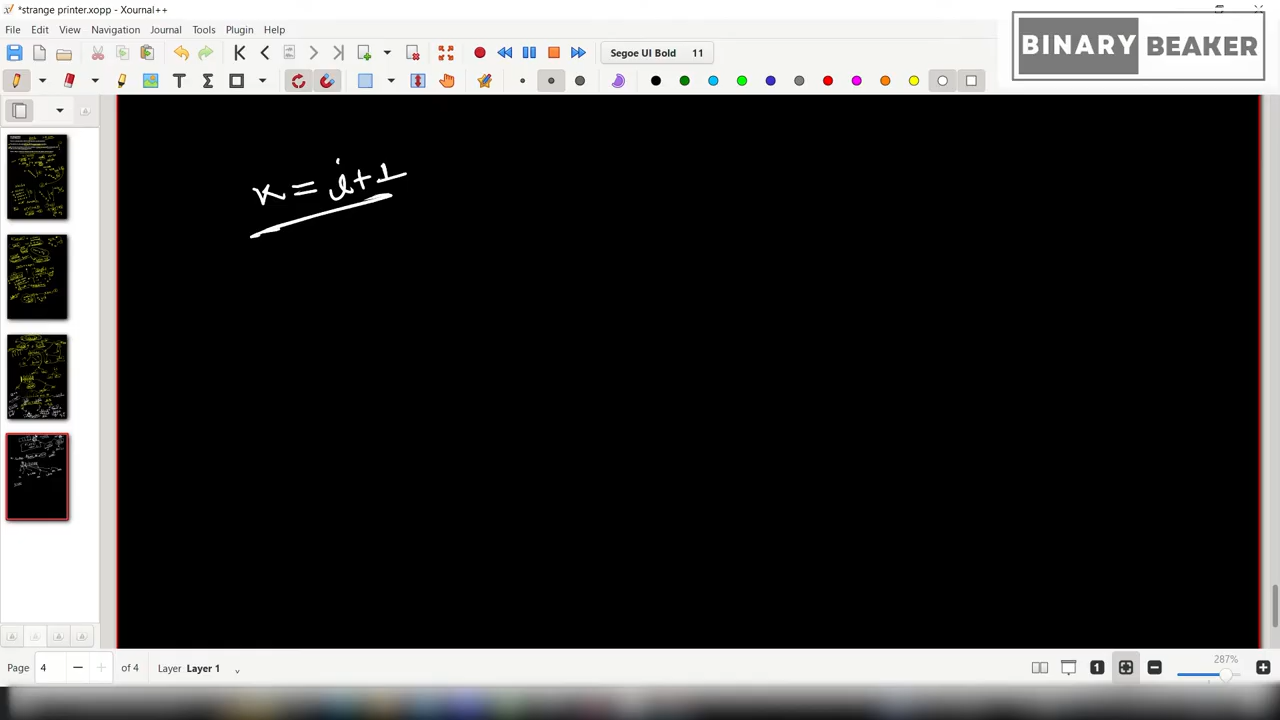 *strange printer.xopp - Xournal++
File Edit View Navigation Journal Tools Plugin Help
BINARY BEAKER
Segoe UI Bold 11
k = i+1
Page 4 of 4 Layer Layer 1
287%